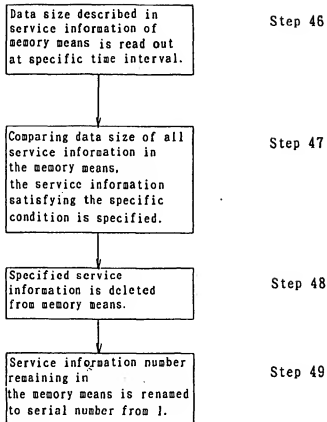 Data size described in
service information of
memory means is read out
at specific time interval.
Step 46
Comparing data size of all
service information in
the memory means,
the service information
satisfying the specific
condition is specified.
Step 47
Specified service
information is deleted
from memory means.
Step 48
Service information number
remaining in
the memory means is renamed
to serial number from 1.
Step 49